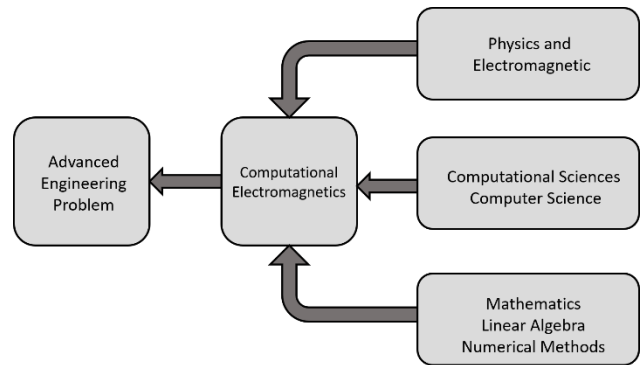 Physics and
Electromagnetic
Advanced
Engineering
Problem
Computational
Electromagnetics
Computational Sciences
Computer Science
Mathematics
Linear Algebra
Numerical Methods